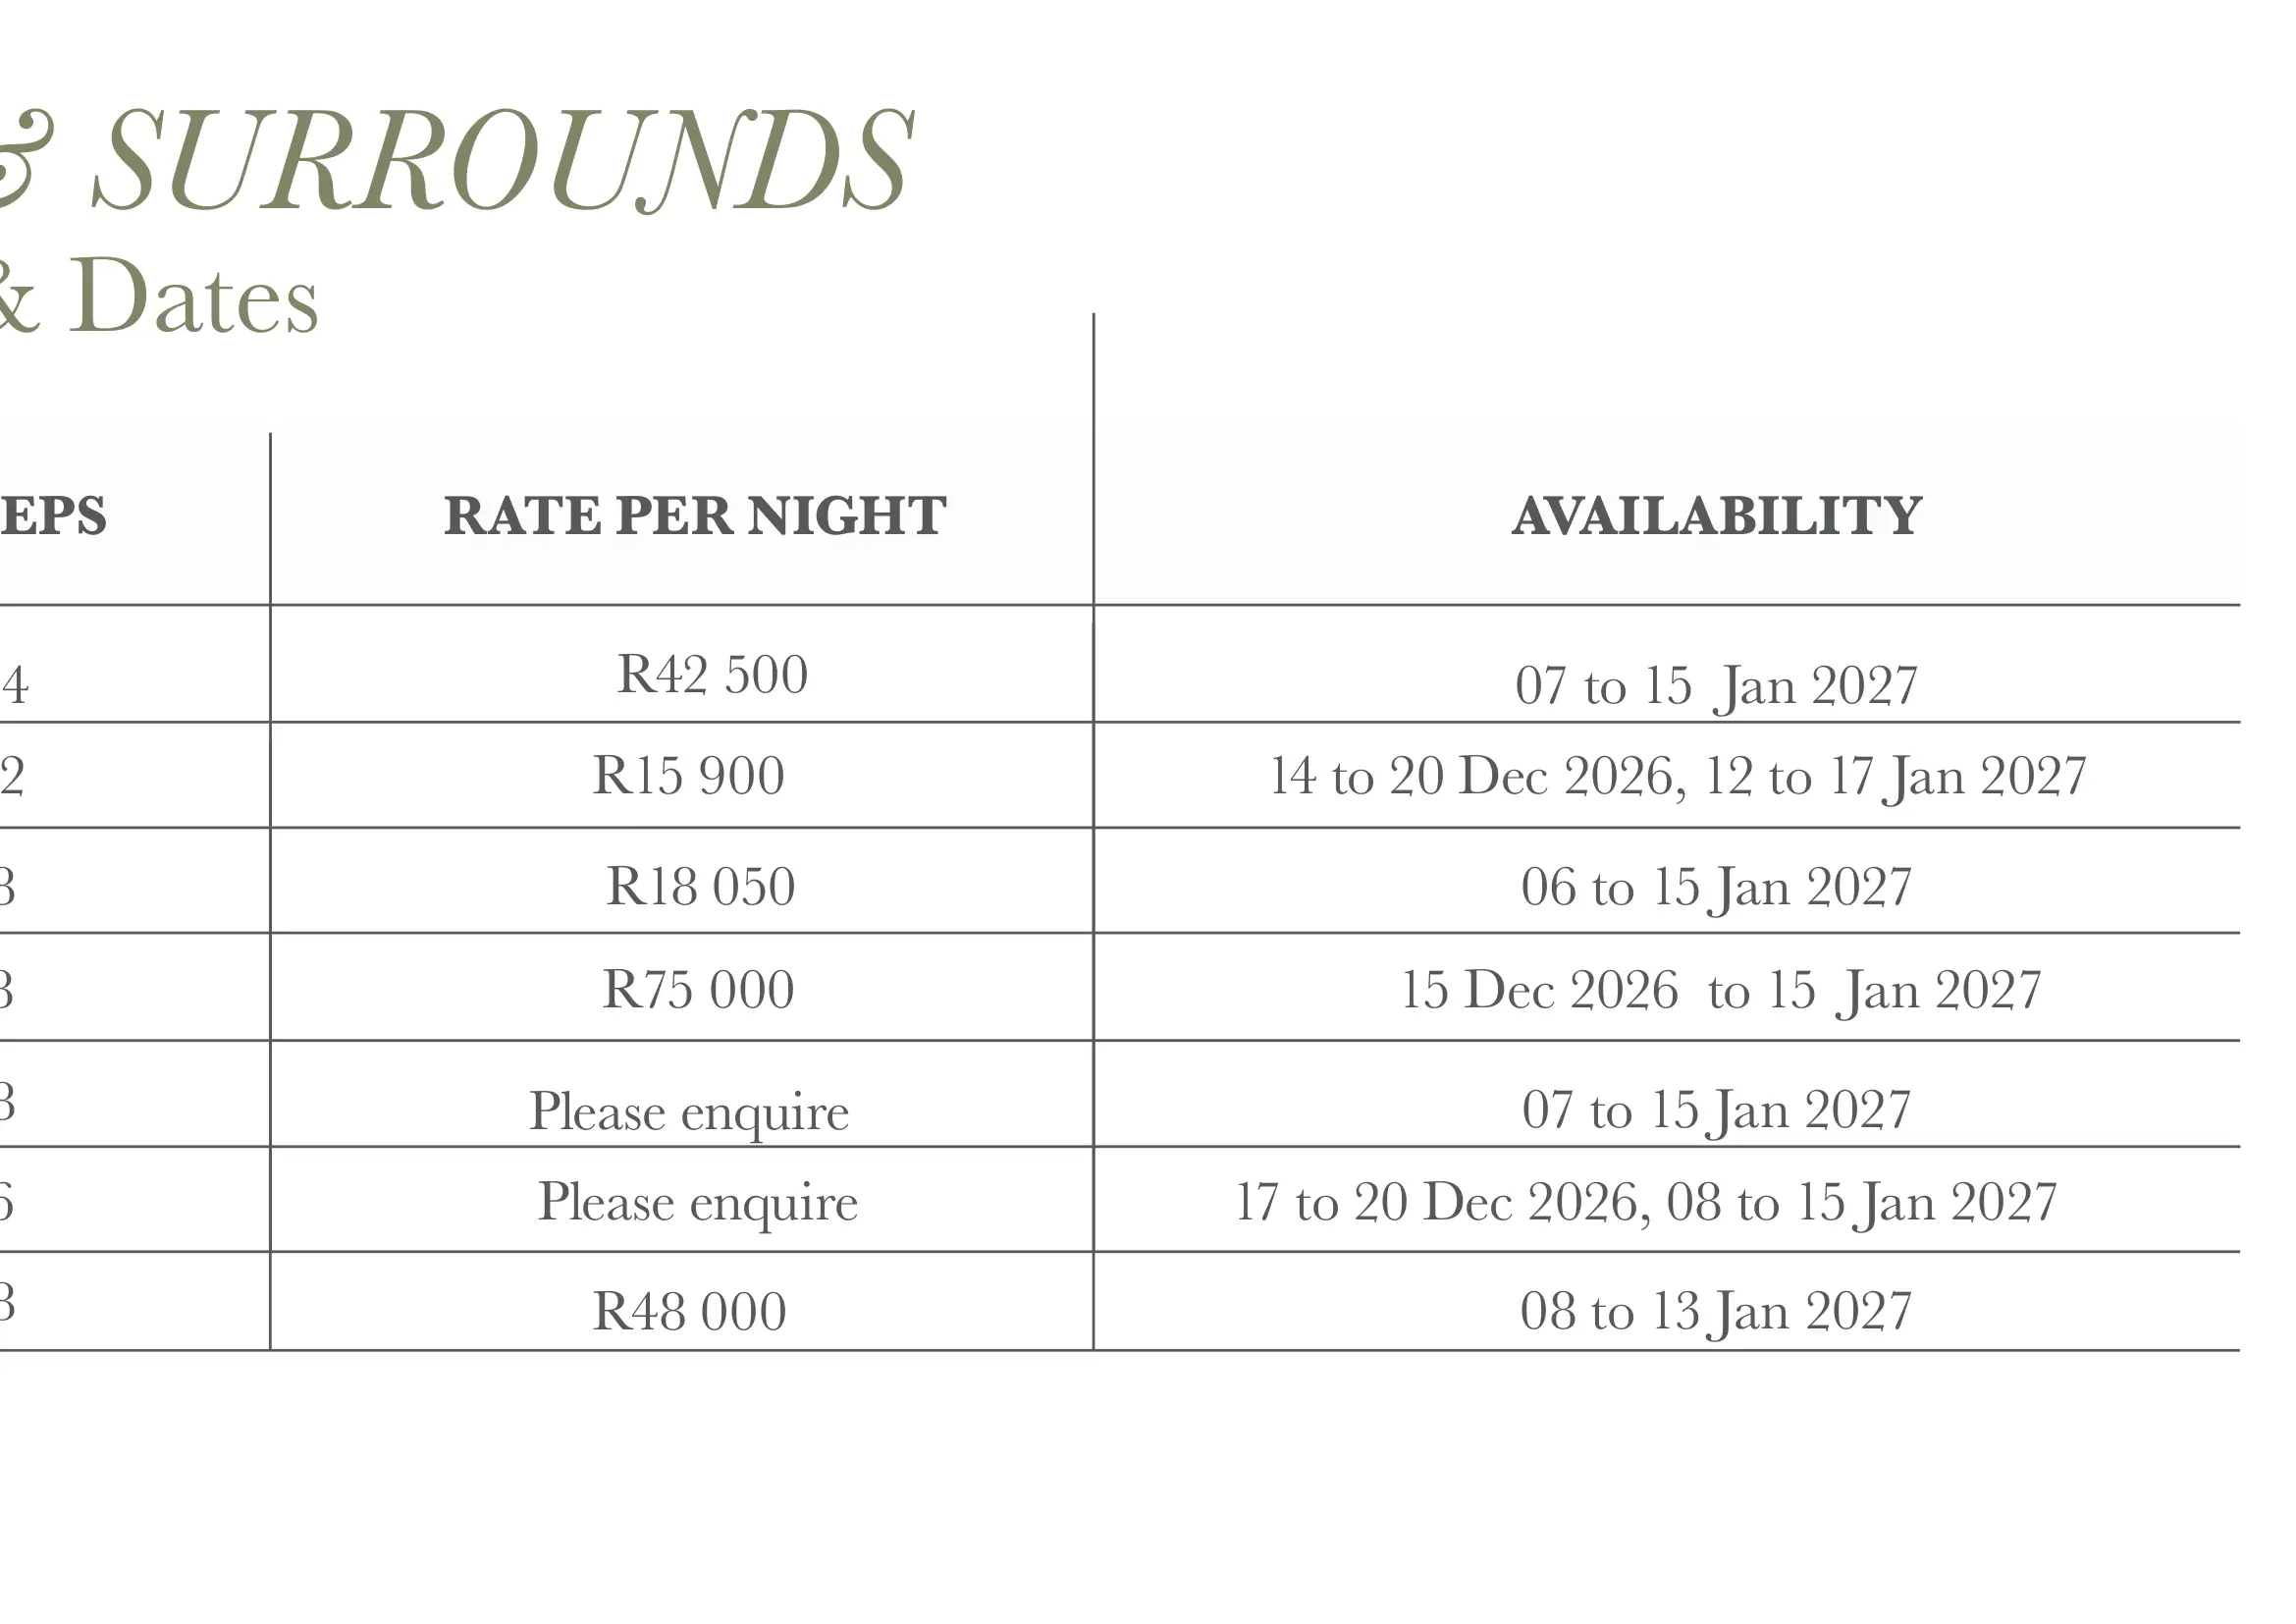 & SURROUNDS
& Dates
EPS RATE PER NIGHT AVAILABILITY
4 R42 500 07 to 15 Jan 2027
2 R15 900 14 to 20 Dec 2026, 12 to 17 Jan 2027
R18 050 06 to 15 Jan 2027
R75 000 15 Dec 2026 to 15 Jan 2027
Please enquire 07 to 15 Jan 2027
Please enquire 17 to 20 Dec 2026, 08 to 15 Jan 2027
R48 000 08 to 13 Jan 2027